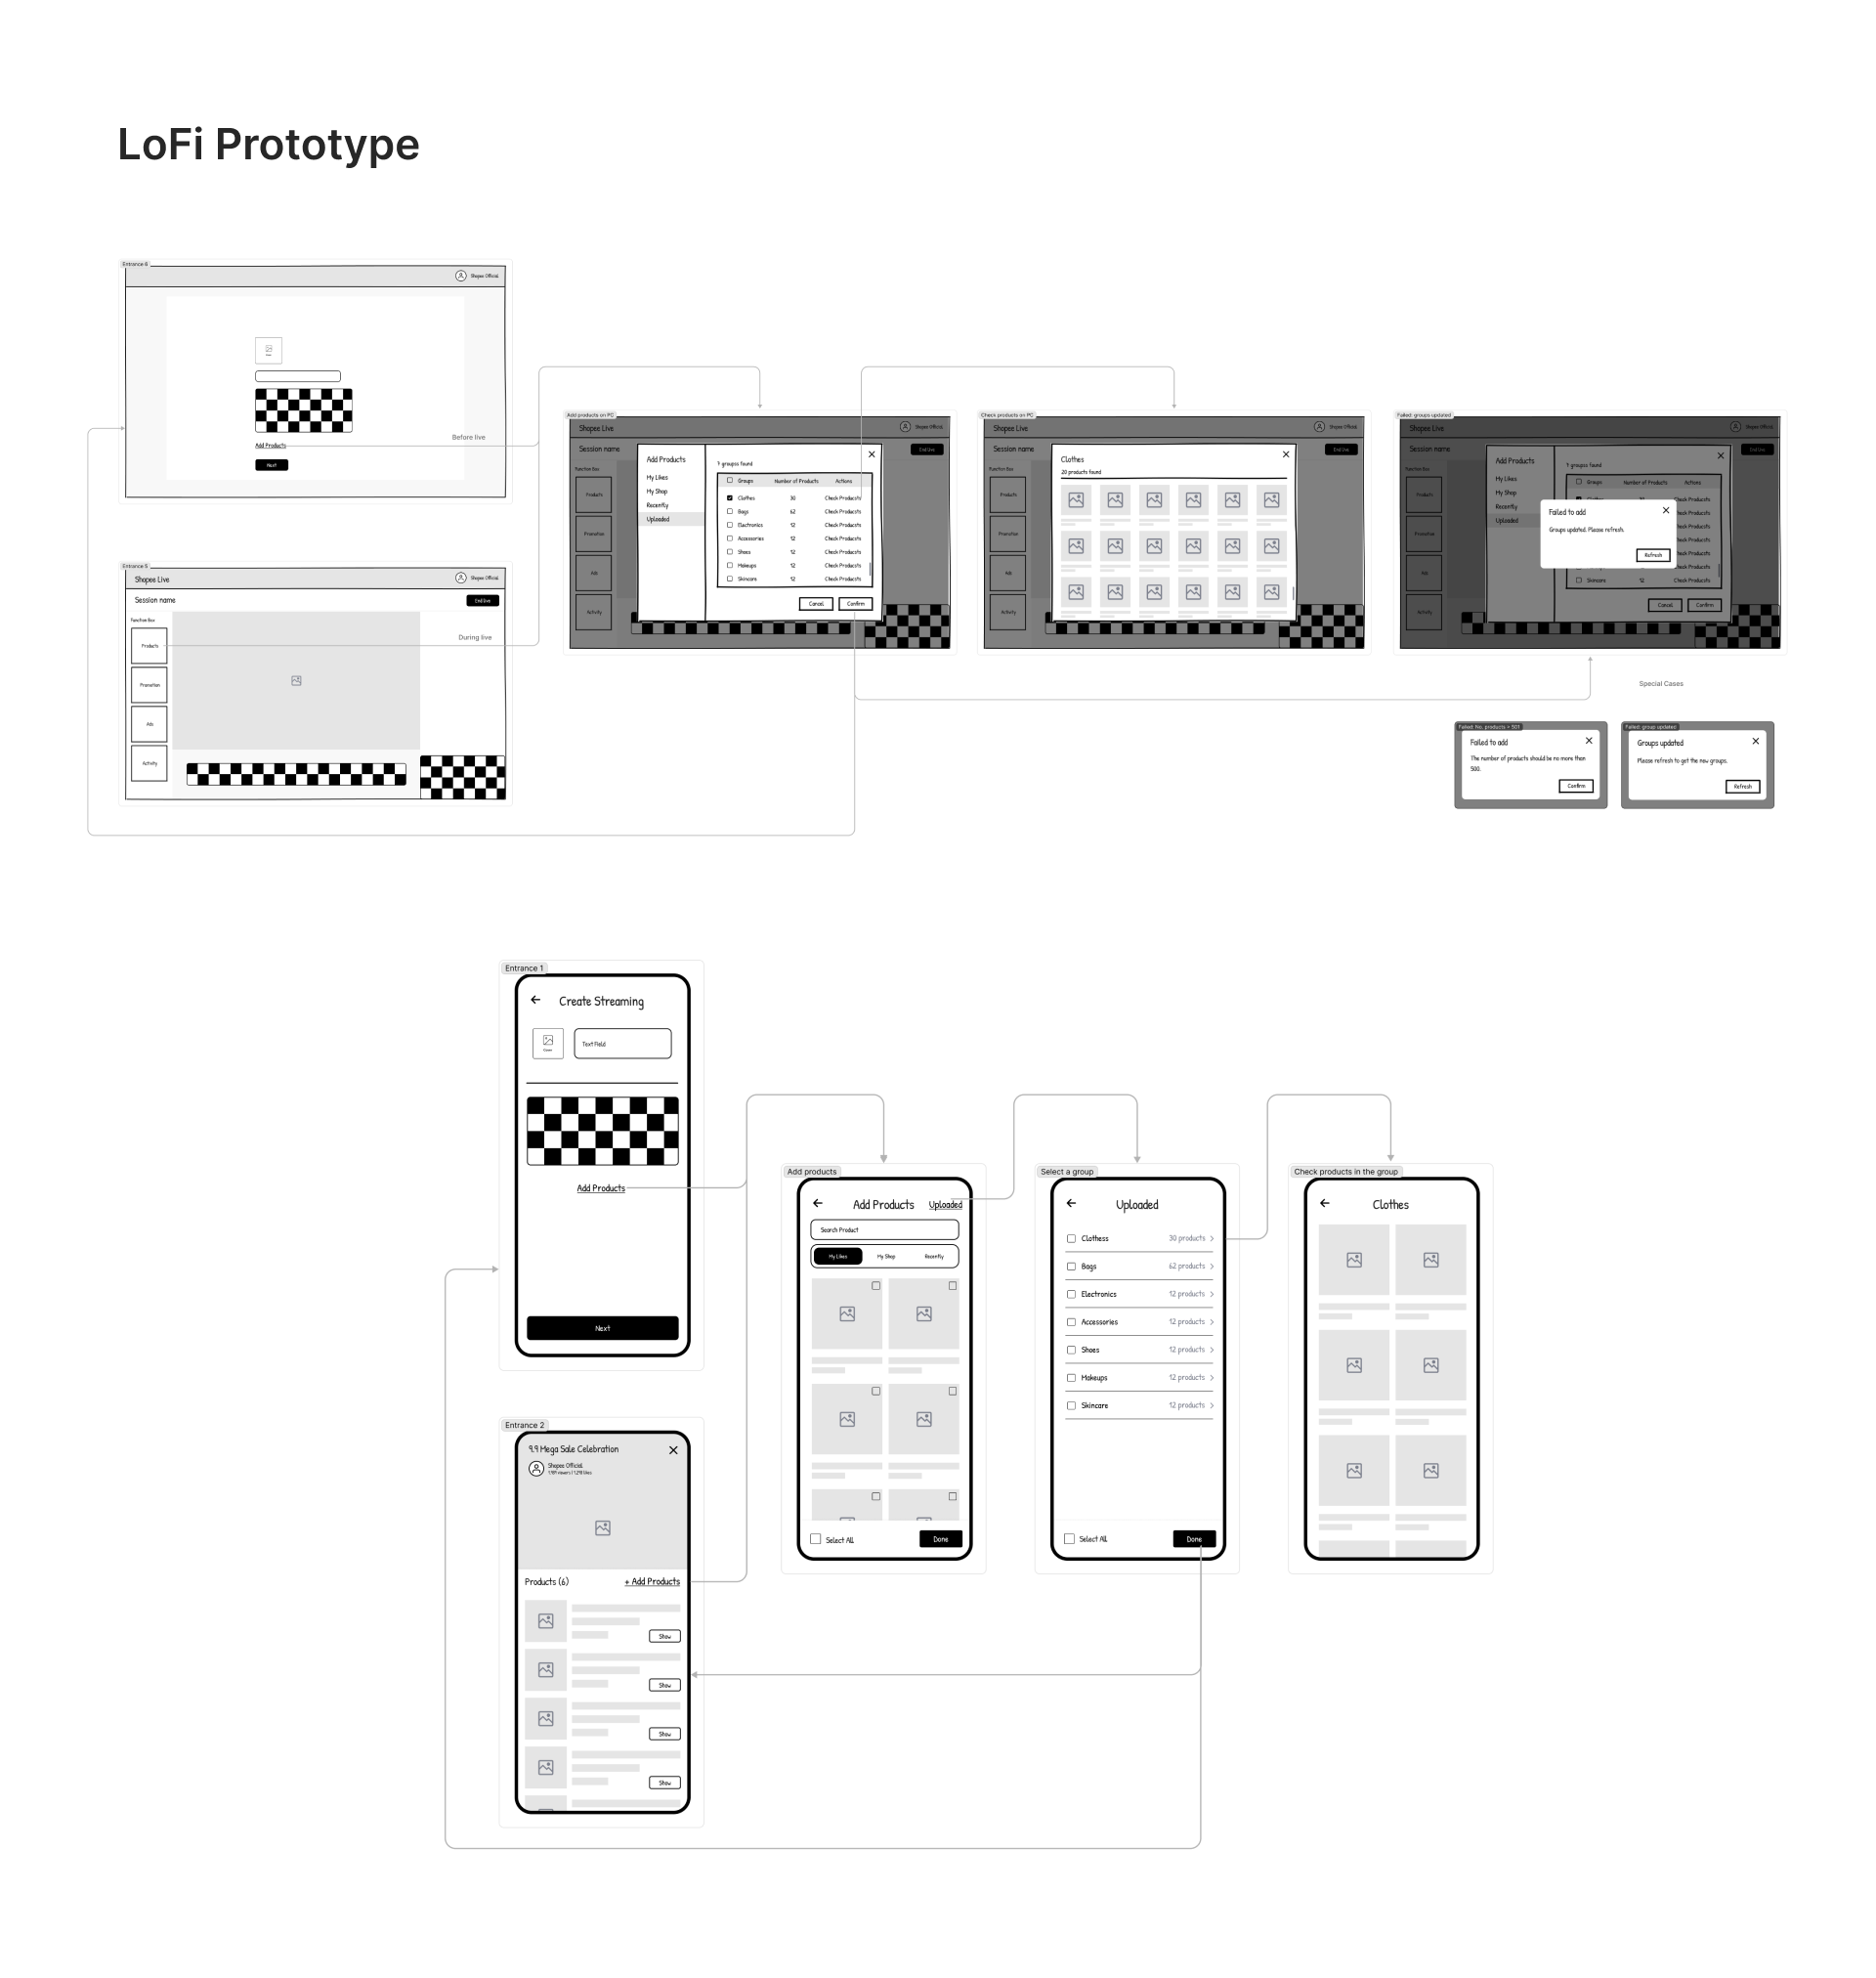 LoFi Prototype
Entrance 6
Shopee Official
Add Products
Next
Before live
Entrance 5
Shopee Live
Shopee Official
Session name
End live
Function Box
Products
Promotion
Ads
Activity
During live
Add products on PC
Shopee Live
Shopee Official
Session name
End live
Function Box
Products
Promotion
Ads
Activity
Add Products
My Likes
My Shop
Recently
Uploaded
7 groups found
Groups Number of Products Actions
Clothes 30 Check Products
Bags 62 Check Products
Electronics 12 Check Products
Accessories 12 Check Products
Shoes 12 Check Products
Makeups 12 Check Products
Skincare 12 Check Products
Cancel Confirm
Check products on PC
Shopee Live
Shopee Official
Session name
End live
Function Box
Products
Promotion
Ads
Activity
Clothes
20 products found
Failed: groups updated
Shopee Live
Shopee Official
Session name
End live
Function Box
Products
Promotion
Ads
Activity
Add Products
My Likes
My Shop
Recently
Uploaded
7 groups found
Groups Number of Products Actions
Failed to add
Groups updated. Please refresh.
Refresh
Skincare 12 Check Products
Cancel Confirm
Special Cases
Failed: No. products > 501
Failed to add
The number of products should be no more than
500.
Confirm
Failed: group updated
Groups updated
Please refresh to get the new groups.
Refresh
Entrance 1
Create Streaming
Cover
Text Field
Add Products
Next
Entrance 2
9.9 Mega Sale Celebration
Shopee Official
Products (6)
+ Add Products
Show
Show
Show
Show
Add products
Add Products
Uploaded
Search Product
My Likes My Shop Recently
Select All
Done
Select a group
Uploaded
Clothess 30 products
Bags 62 products
Electronics 12 products
Accessories 12 products
Shoes 12 products
Makeups 12 products
Skincare 12 products
Select All
Done
Check products in the group
Clothes